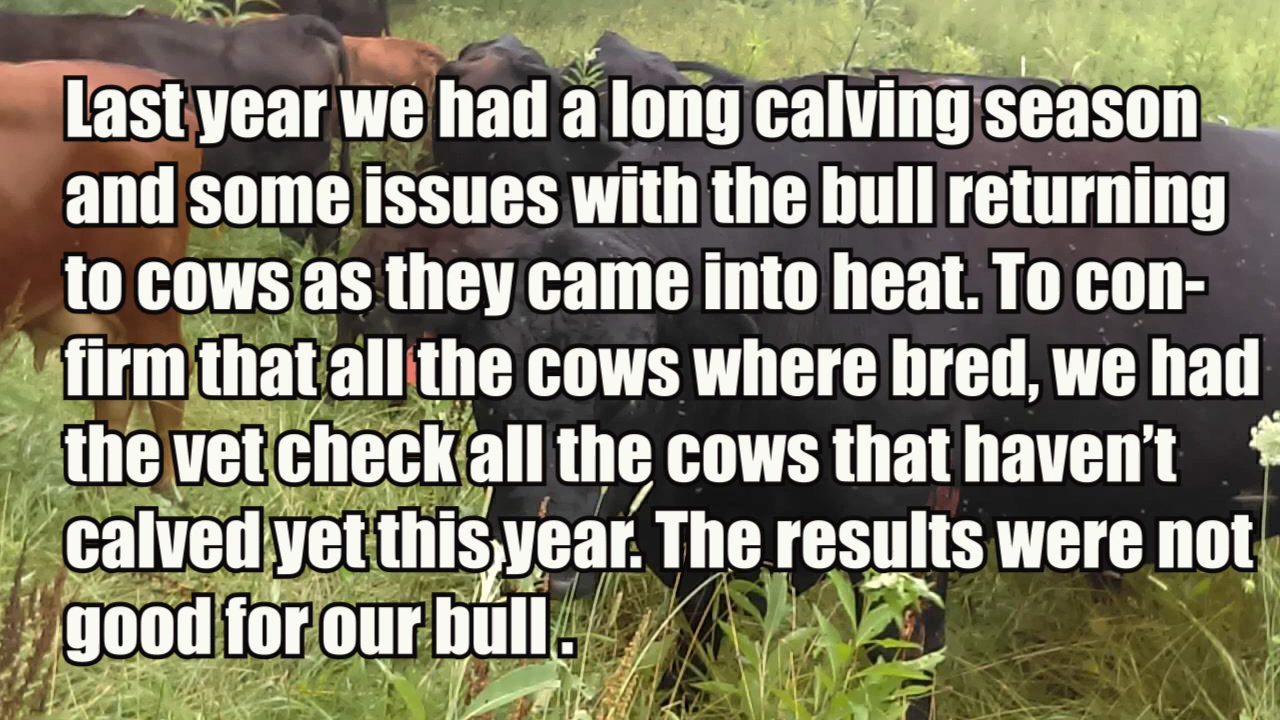 Last year we had a long calving season
and some issues with the bull returning
to cows as they came into heat. To con-
firm that all the cows where bred, we had
the vet check all the cows that haven’t
calved yet this year. The results were not
good for our bull .